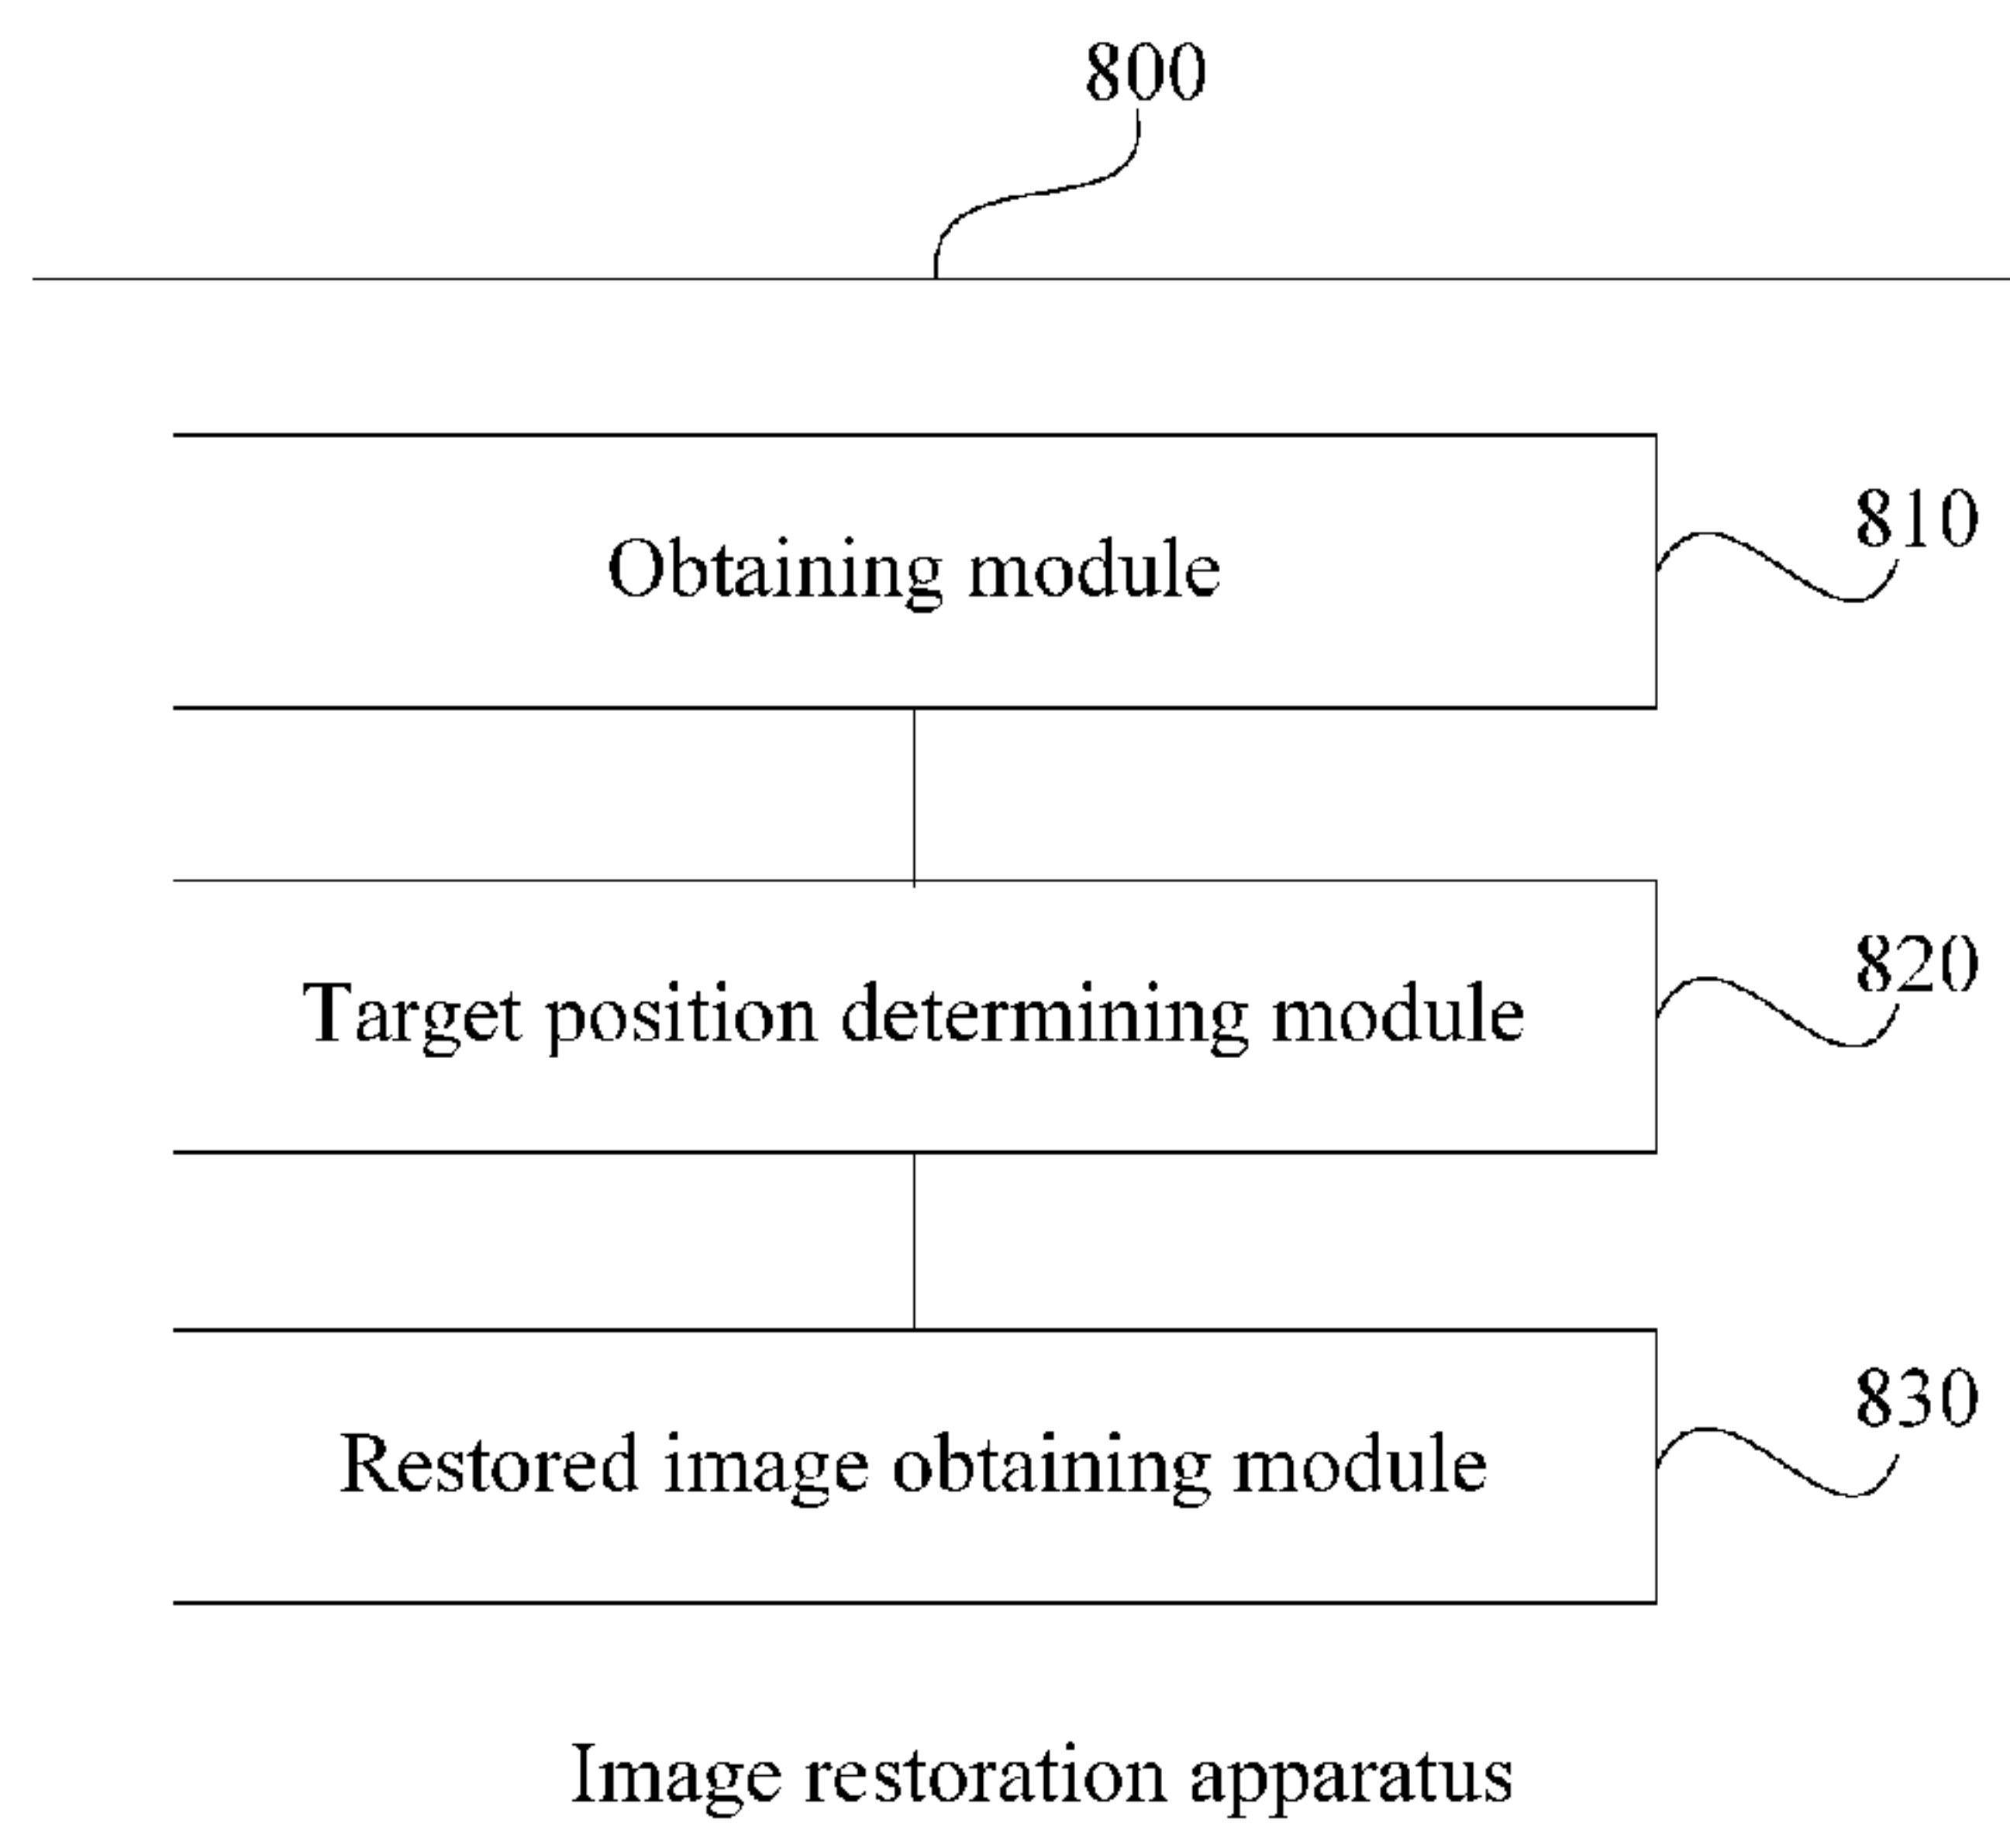 800
Obtaining module
810
Target position determining module
820
Restored image obtaining module
830
Image restoration apparatus